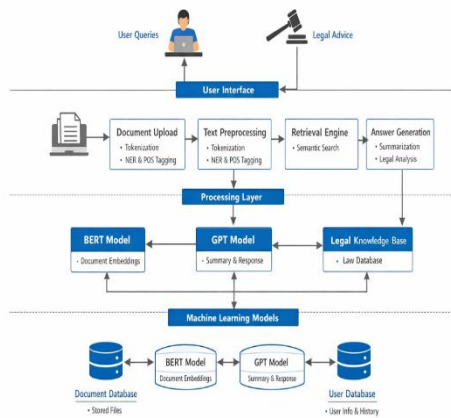 User Queries
Legal Advice
User Interface
Document Upload
• Tokenization
• NER & POS Tagging
Text Preprocessing
• Tokenization
• NER & POS Tagging
Retrieval Engine
• Semantic Search
Answer Generation
• Summarization
• Legal Analysis
Processing Layer
BERT Model
• Document Embeddings
GPT Model
• Summary & Response
Legal Knowledge Base
• Law Database
Machine Learning Models
Document Database
• Stored Files
BERT Model
Document Embeddings
GPT Model
Summary & Response
User Database
• User Info & History